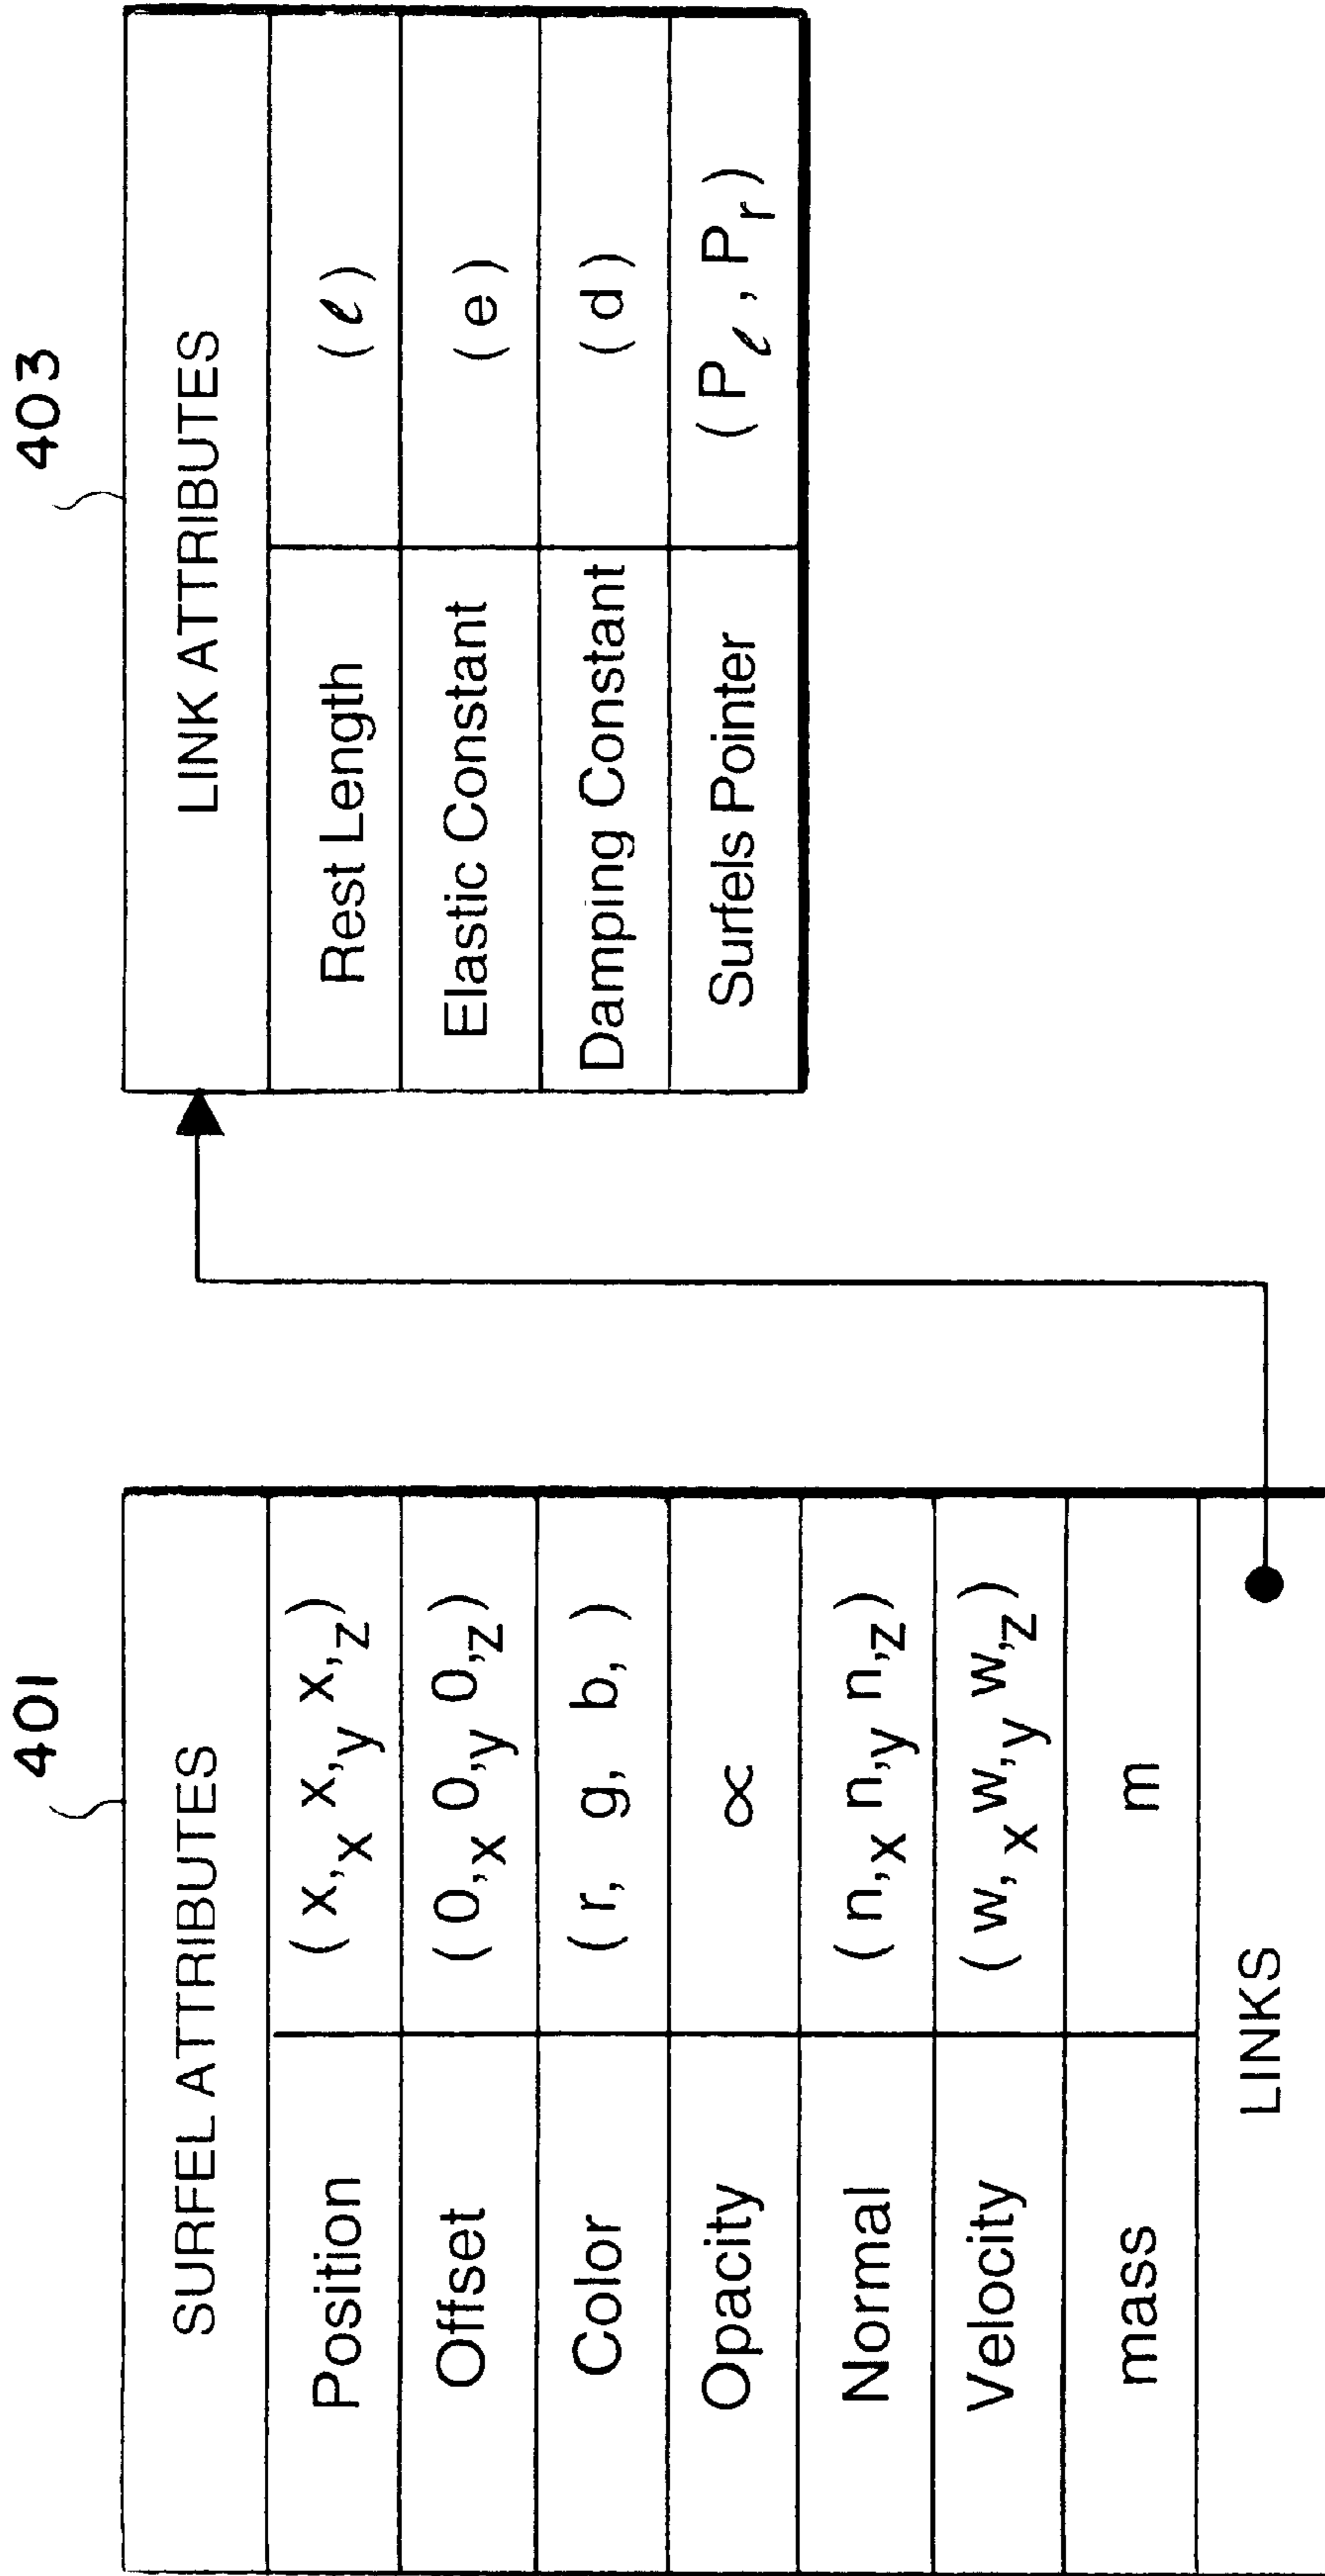 401
SURFEL ATTRIBUTES
Position ( x,x x,y x,z )
Offset ( 0,x 0,y 0,z )
Color ( r, g, b, )
Opacity ∝
Normal ( n,x n,y n,z )
Velocity ( w,x w,y w,z )
mass m
LINKS
403
LINK ATTRIBUTES
Rest Length ( ℓ )
Elastic Constant ( e )
Damping Constant ( d )
Surfels Pointer ( Pℓ , Pr )